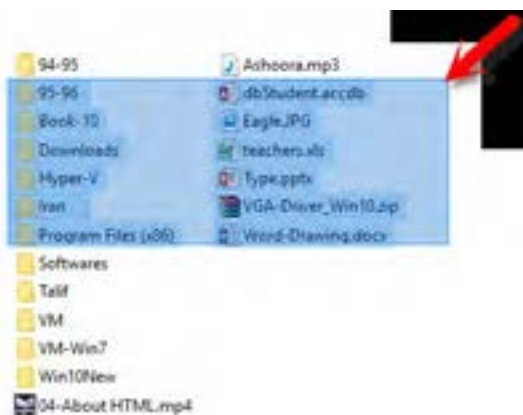 94-95
95-96
Book-10
Downloads
Hyper-V
Iran
Program Files (x86)
Softwares
Talif
VM
VM-Win7
Win10New
04-About HTML.mp4
Ashoora.mp3
dbStudent.accdb
Eagle.JPG
teachers.xls
Type.pptx
VGA-Driver_Win10.zip
Word-Drawing.docx